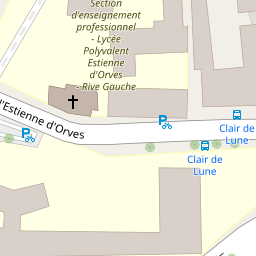 Section
d'enseignement
professionnel
- Lycée
Polyvalent
Estienne
d'Orves
- Rive Gauche
d'Estienne d'Orves
P
P
Clair de
Lune
Clair de
Lune